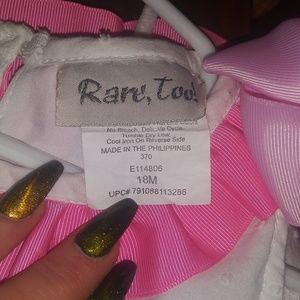 Rare, Too!
No Bleach, Delicate Cycle
Tumble Dry Low
Cool Iron On Reverse Side
MADE IN THE PHILIPPINES
370
E114806
18M
UPC# 791088113286